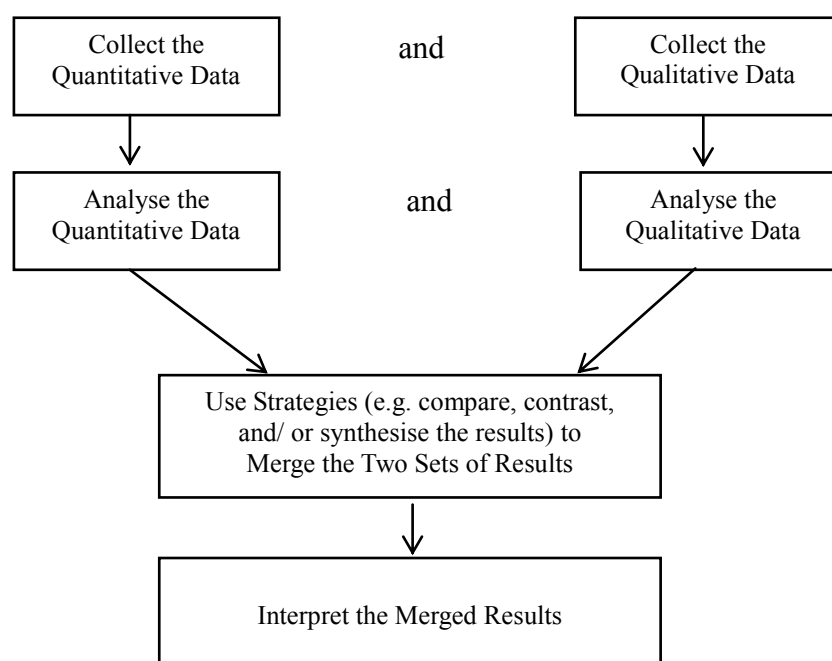 Collect the
Quantitative Data
and
Collect the
Qualitative Data
Analyse the
Quantitative Data
and
Analyse the
Qualitative Data
Use Strategies (e.g. compare, contrast,
and/ or synthesise the results) to
Merge the Two Sets of Results
Interpret the Merged Results